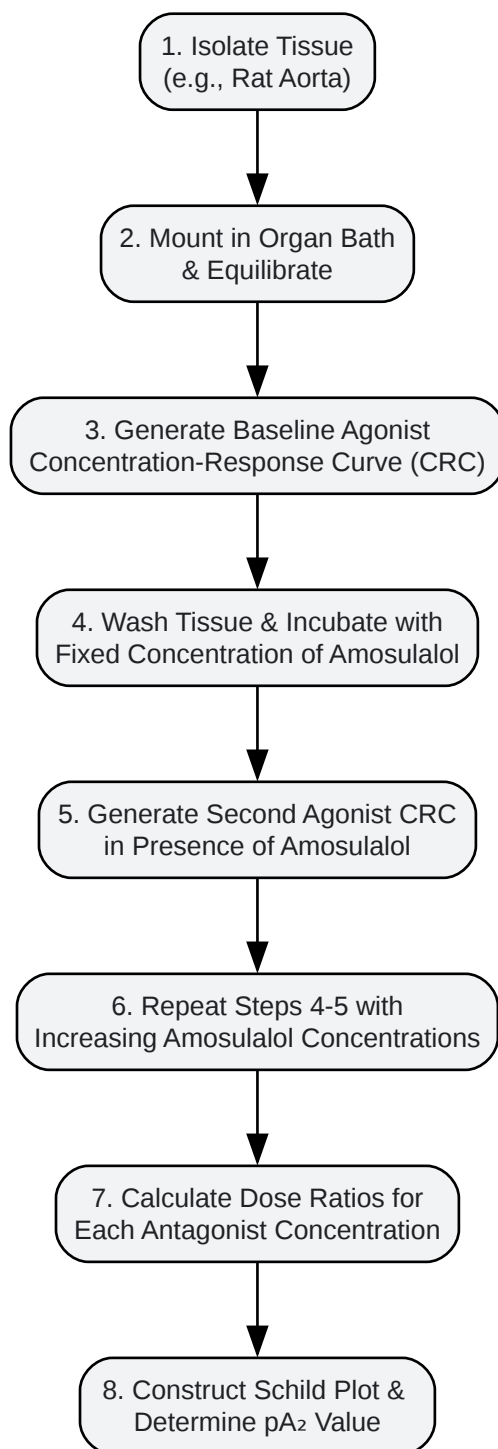 1. Isolate Tissue
(e.g., Rat Aorta)
2. Mount in Organ Bath
& Equilibrate
3. Generate Baseline Agonist
Concentration-Response Curve (CRC)
4. Wash Tissue & Incubate with
Fixed Concentration of Amosulalol
5. Generate Second Agonist CRC
in Presence of Amosulalol
6. Repeat Steps 4-5 with
Increasing Amosulalol Concentrations
7. Calculate Dose Ratios for
Each Antagonist Concentration
8. Construct Schild Plot &
Determine pA₂ Value